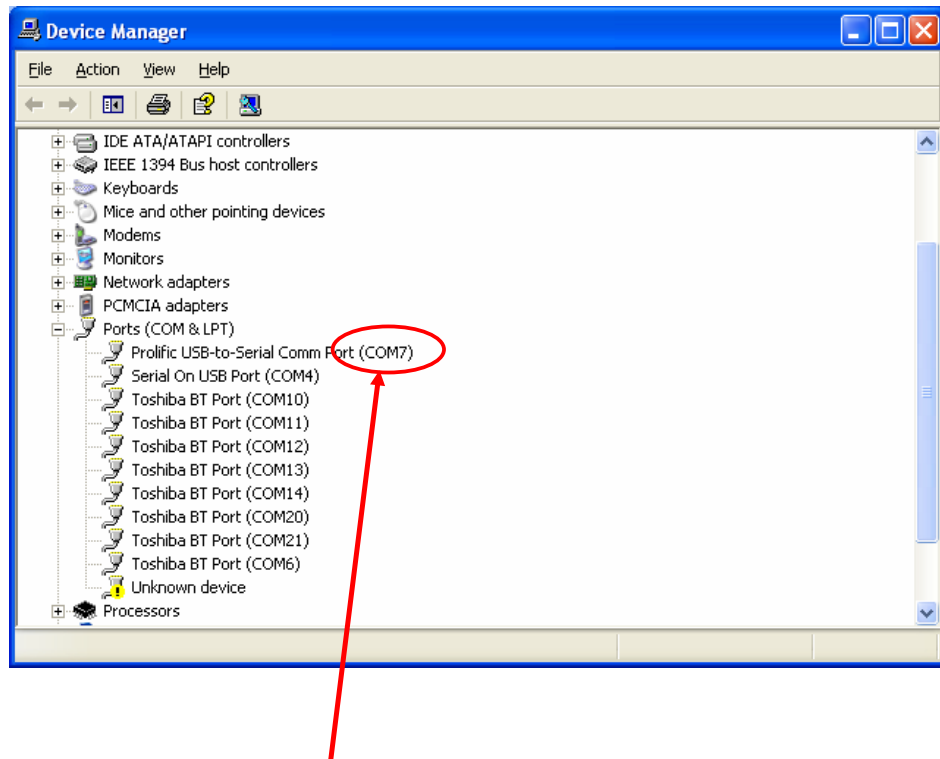 Device Manager
File Action View Help
IDE ATA/ATAPI controllers
IEEE 1394 Bus host controllers
Keyboards
Mice and other pointing devices
Modems
Monitors
Network adapters
PCMCIA adapters
Ports (COM & LPT)
Prolific USB-to-Serial Comm Port (COM7)
Serial On USB Port (COM4)
Toshiba BT Port (COM10)
Toshiba BT Port (COM11)
Toshiba BT Port (COM12)
Toshiba BT Port (COM13)
Toshiba BT Port (COM14)
Toshiba BT Port (COM20)
Toshiba BT Port (COM21)
Toshiba BT Port (COM6)
Unknown device
Processors